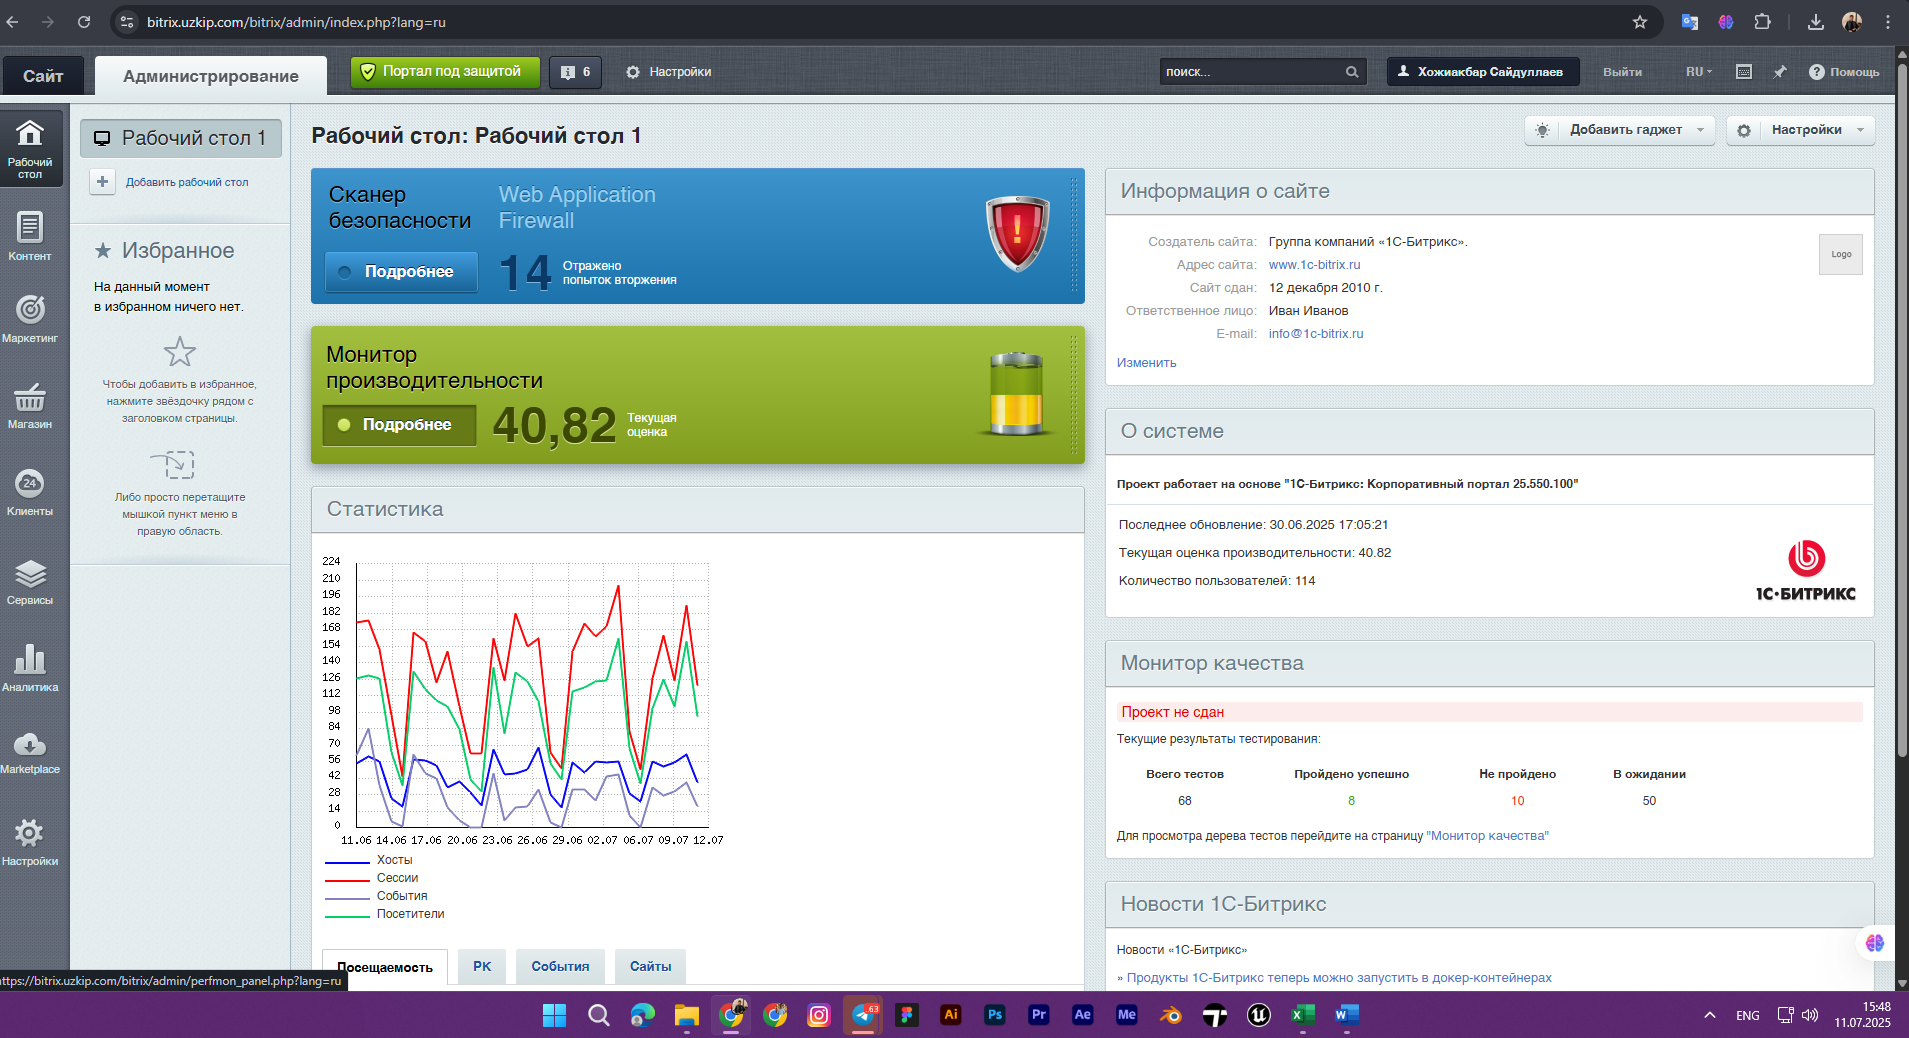 bitrix.uzkip.com/bitrix/admin/index.php?lang=ru
Сайт
Администрирование
Портал под защитой
6
Настройки
поиск...
Хожиакбар Сайдуллаев
Выйти
RU
Помощь
Рабочий стол
Контент
Маркетинг
Магазин
24
Клиенты
Сервисы
Аналитика
Marketplace
Настройки
Рабочий стол 1
Добавить рабочий стол
Избранное
На данный момент
в избранном ничего нет.
Чтобы добавить в избранное,
нажмите звёздочку рядом с
заголовком страницы.
Либо просто перетащите
мышкой пункт меню в
правую область.
Рабочий стол: Рабочий стол 1
Добавить гаджет
Настройки
Сканер
безопасности
Web Application
Firewall
Подробнее
14
Отражено
попыток вторжения
Монитор
производительности
Подробнее
40,82
Текущая
оценка
Статистика
224
210
196
182
168
154
140
126
112
98
84
70
56
42
28
14
0
11.06 14.06 17.06 20.06 23.06 26.06 29.06 02.07 06.07 09.07 12.07
Хосты
Сессии
События
Посетители
Посещаемость
РК
События
Сайты
Информация о сайте
Создатель сайта: Группа компаний «1С-Битрикс».
Адрес сайта: www.1c-bitrix.ru
Сайт сдан: 12 декабря 2010 г.
Ответственное лицо: Иван Иванов
E-mail: info@1c-bitrix.ru
Logo
Изменить
О системе
Проект работает на основе "1С-Битрикс: Корпоративный портал 25.550.100"
Последнее обновление: 30.06.2025 17:05:21
Текущая оценка производительности: 40.82
Количество пользователей: 114
1С·БИТРИКС
Монитор качества
Проект не сдан
Текущие результаты тестирования:
Всего тестов Пройдено успешно Не пройдено В ожидании
68 8 10 50
Для просмотра дерева тестов перейдите на страницу "Монитор качества"
Новости 1С-Битрикс
Новости «1С-Битрикс»
» Продукты 1С-Битрикс теперь можно запустить в докер-контейнерах
ttps://bitrix.uzkip.com/bitrix/admin/perfmon_panel.php?lang=ru
63
Ai
Ps
Pr
Ae
Me
ENG
15:48
11.07.2025